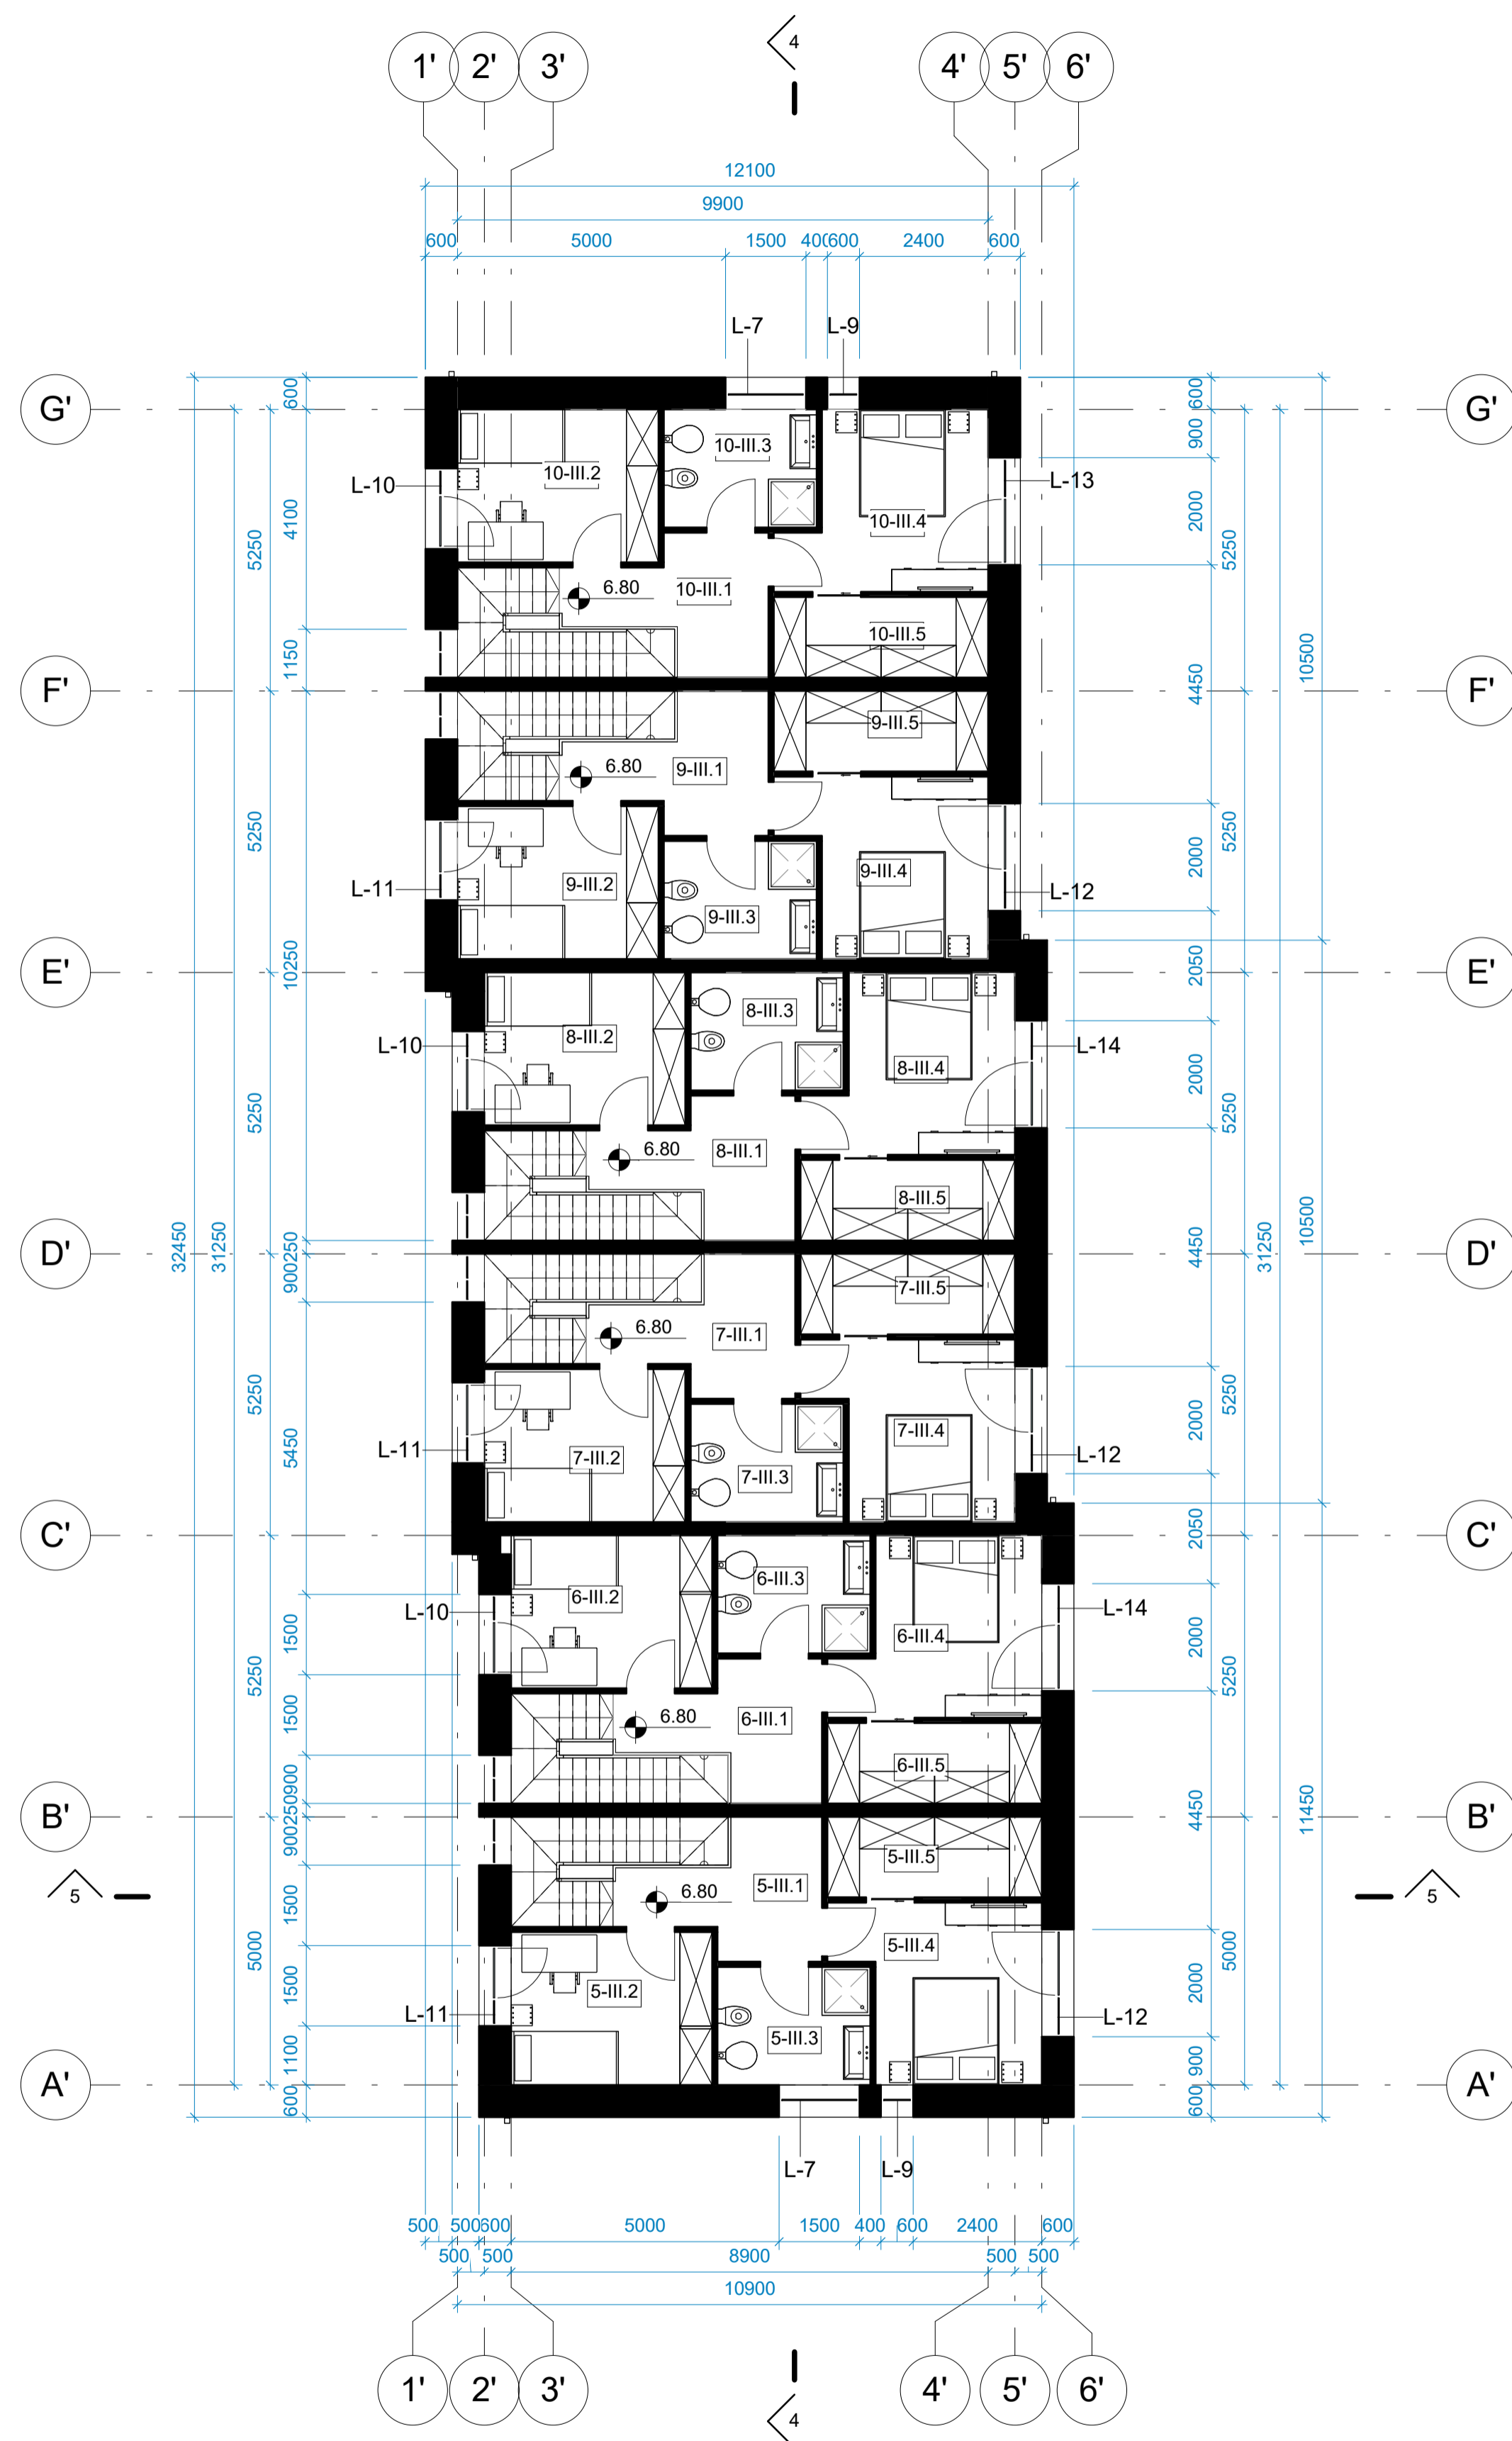 1' 2' 3' 4 4' 5' 6'
12100
9900
600 5000 1500 400 600 2400 600
L-7 L-9
G' G'
600 600
900
10-III.3
10-III.2
L-10 L-13
4100 2000
10-III.4
5250 5250
6.80 10-III.1
10-III.5
1150 10500
F' 4450 F'
9-III.5
6.80 9-III.1
5250 5250
9-III.4
9-III.2 2000
L-11 L-12
9-III.3
10250
E' 2050 E'
8-III.3
8-III.2
L-10 L-14
8-III.4 2000
5250 5250
6.80 8-III.1
8-III.5
10500
32450 31250 900 250 4450 31250
D' D'
7-III.5
6.80 7-III.1
5250 5250
7-III.4 2000
5450
L-11 7-III.2 L-12
7-III.3
C' 2050 C'
6-III.3
6-III.2
L-10 L-14
1500 6-III.4 2000
5250 5250
1500 6.80 6-III.1
6-III.5
900
250 4450 11450
B' B'
900
5-III.5
5 5-III.1 5
1500 6.80
5-III.4
5000 5000
1500 5-III.2 2000
L-11 L-12
5-III.3
1100 900
A' A'
600 600
L-7 L-9
500 500 600 5000 1500 400 600 2400 600
500 500 8900 500 500
10900
1' 2' 3' 4' 5' 6'
4